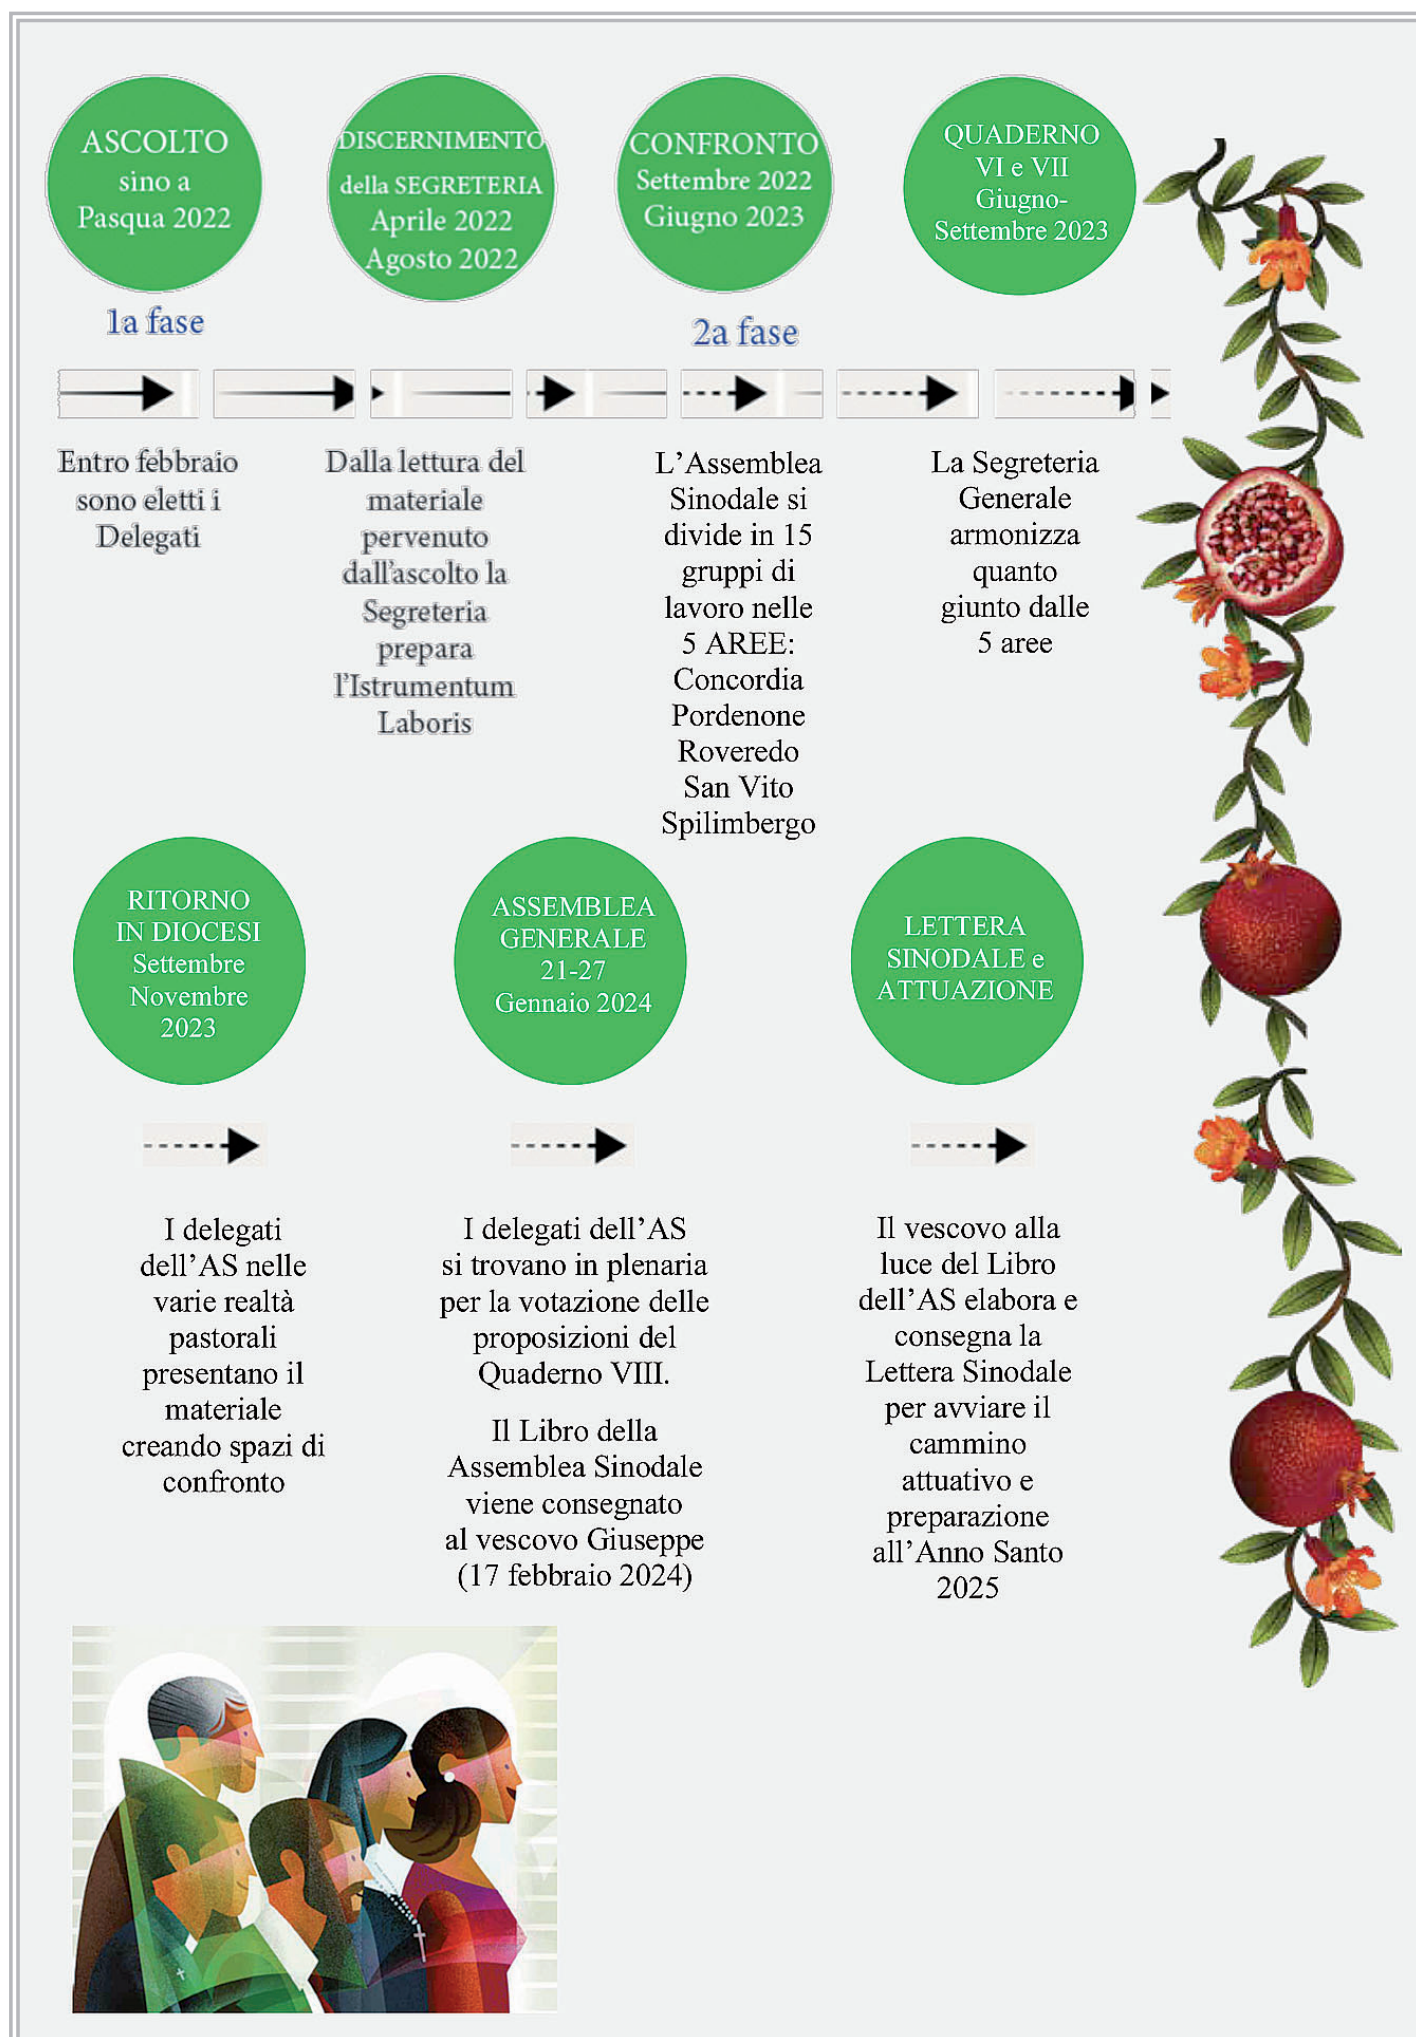 ASCOLTO
sino a
Pasqua 2022
DISCERNIMENTO
della SEGRETERIA
Aprile 2022
Agosto 2022
CONFRONTO
Settembre 2022
Giugno 2023
QUADERNO
VI e VII
Giugno-
Settembre 2023
1a fase
2a fase
Entro febbraio
sono eletti i
Delegati
Dalla lettura del
materiale
pervenuto
dall'ascolto la
Segreteria
prepara
l'Istrumentum
Laboris
L'Assemblea
Sinodale si
divide in 15
gruppi di
lavoro nelle
5 AREE:
Concordia
Pordenone
Roveredo
San Vito
Spilimbergo
La Segreteria
Generale
armonizza
quanto
giunto dalle
5 aree
RITORNO
IN DIOCESI
Settembre
Novembre
2023
ASSEMBLEA
GENERALE
21-27
Gennaio 2024
LETTERA
SINODALE e
ATTUAZIONE
I delegati
dell'AS nelle
varie realtà
pastorali
presentano il
materiale
creando spazi di
confronto
I delegati dell'AS
si trovano in plenaria
per la votazione delle
proposizioni del
Quaderno VIII.
Il Libro della
Assemblea Sinodale
viene consegnato
al vescovo Giuseppe
(17 febbraio 2024)
Il vescovo alla
luce del Libro
dell'AS elabora e
consegna la
Lettera Sinodale
per avviare il
cammino
attuativo e
preparazione
all'Anno Santo
2025